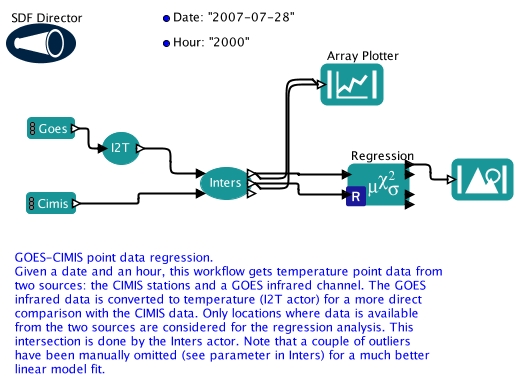 SDF Director
Date: "2007-07-28"
Hour: "2000"
Array Plotter
Goes
I2T
Regression
Inters
μχ²σ
R
Cimis
GOES-CIMIS point data regression.
Given a date and an hour, this workflow gets temperature point data from
two sources: the CIMIS stations and a GOES infrared channel. The GOES
infrared data is converted to temperature (I2T actor) for a more direct
comparison with the CIMIS data. Only locations where data is available
from the two sources are considered for the regression analysis. This
intersection is done by the Inters actor. Note that a couple of outliers
have been manually omitted (see parameter in Inters) for a much better
linear model fit.